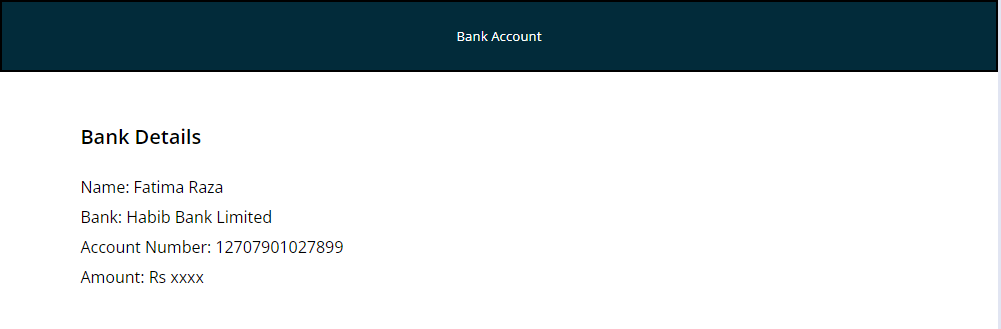 Bank Account
Bank Details
Name: Fatima Raza
Bank: Habib Bank Limited
Account Number: 12707901027899
Amount: Rs xxxx